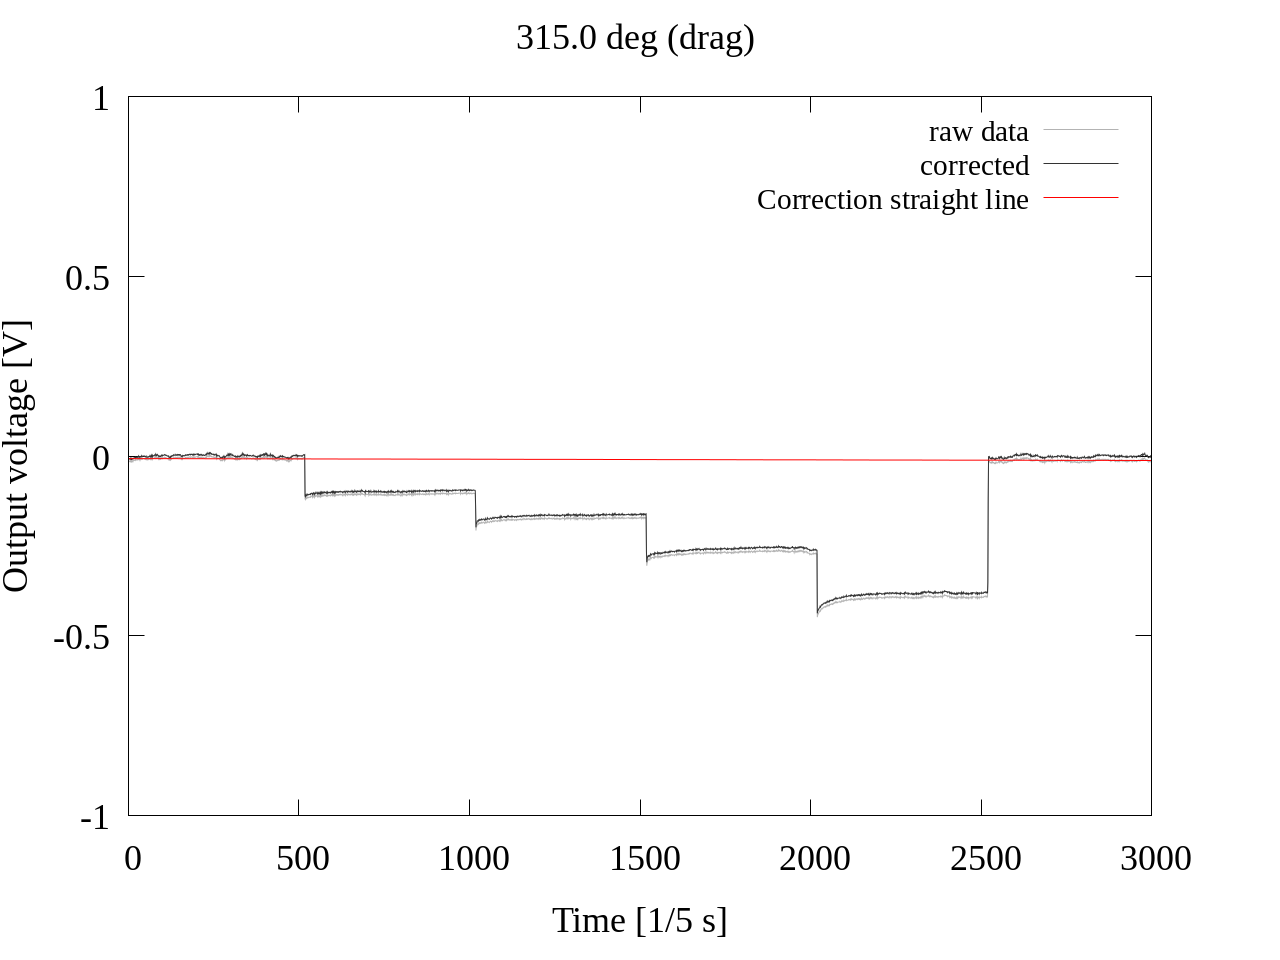 315.0 deg (drag)
raw data
corrected
Correction straight line
1
0.5
0
-0.5
-1
Output voltage [V]
0 500 1000 1500 2000 2500 3000
Time [1/5 s]